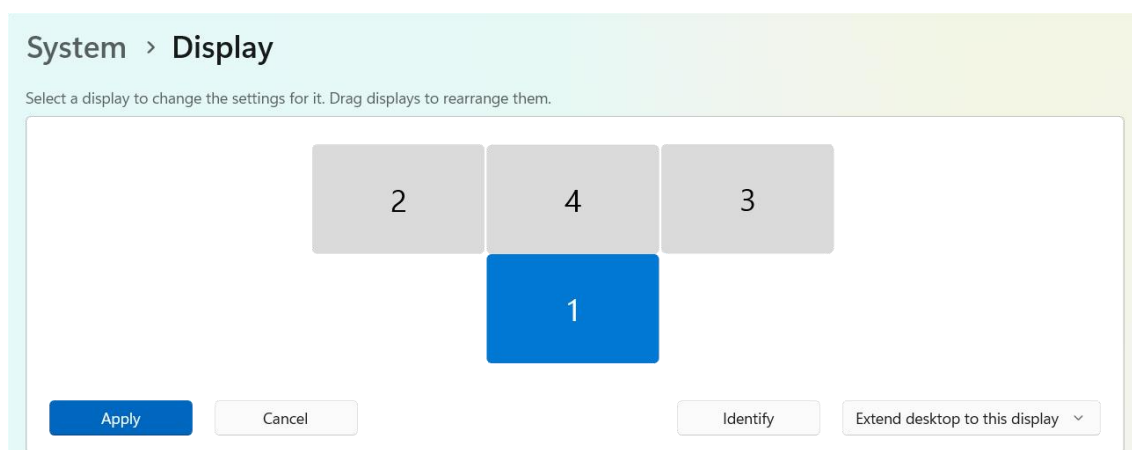 System > Display
Select a display to change the settings for it. Drag displays to rearrange them.
2 4 3
1
Apply Cancel Identify Extend desktop to this display